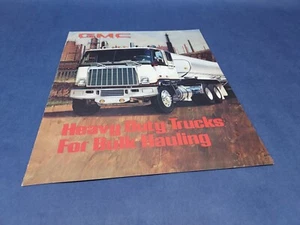 GMC
Heavy Duty Trucks
For Bulk Hauling